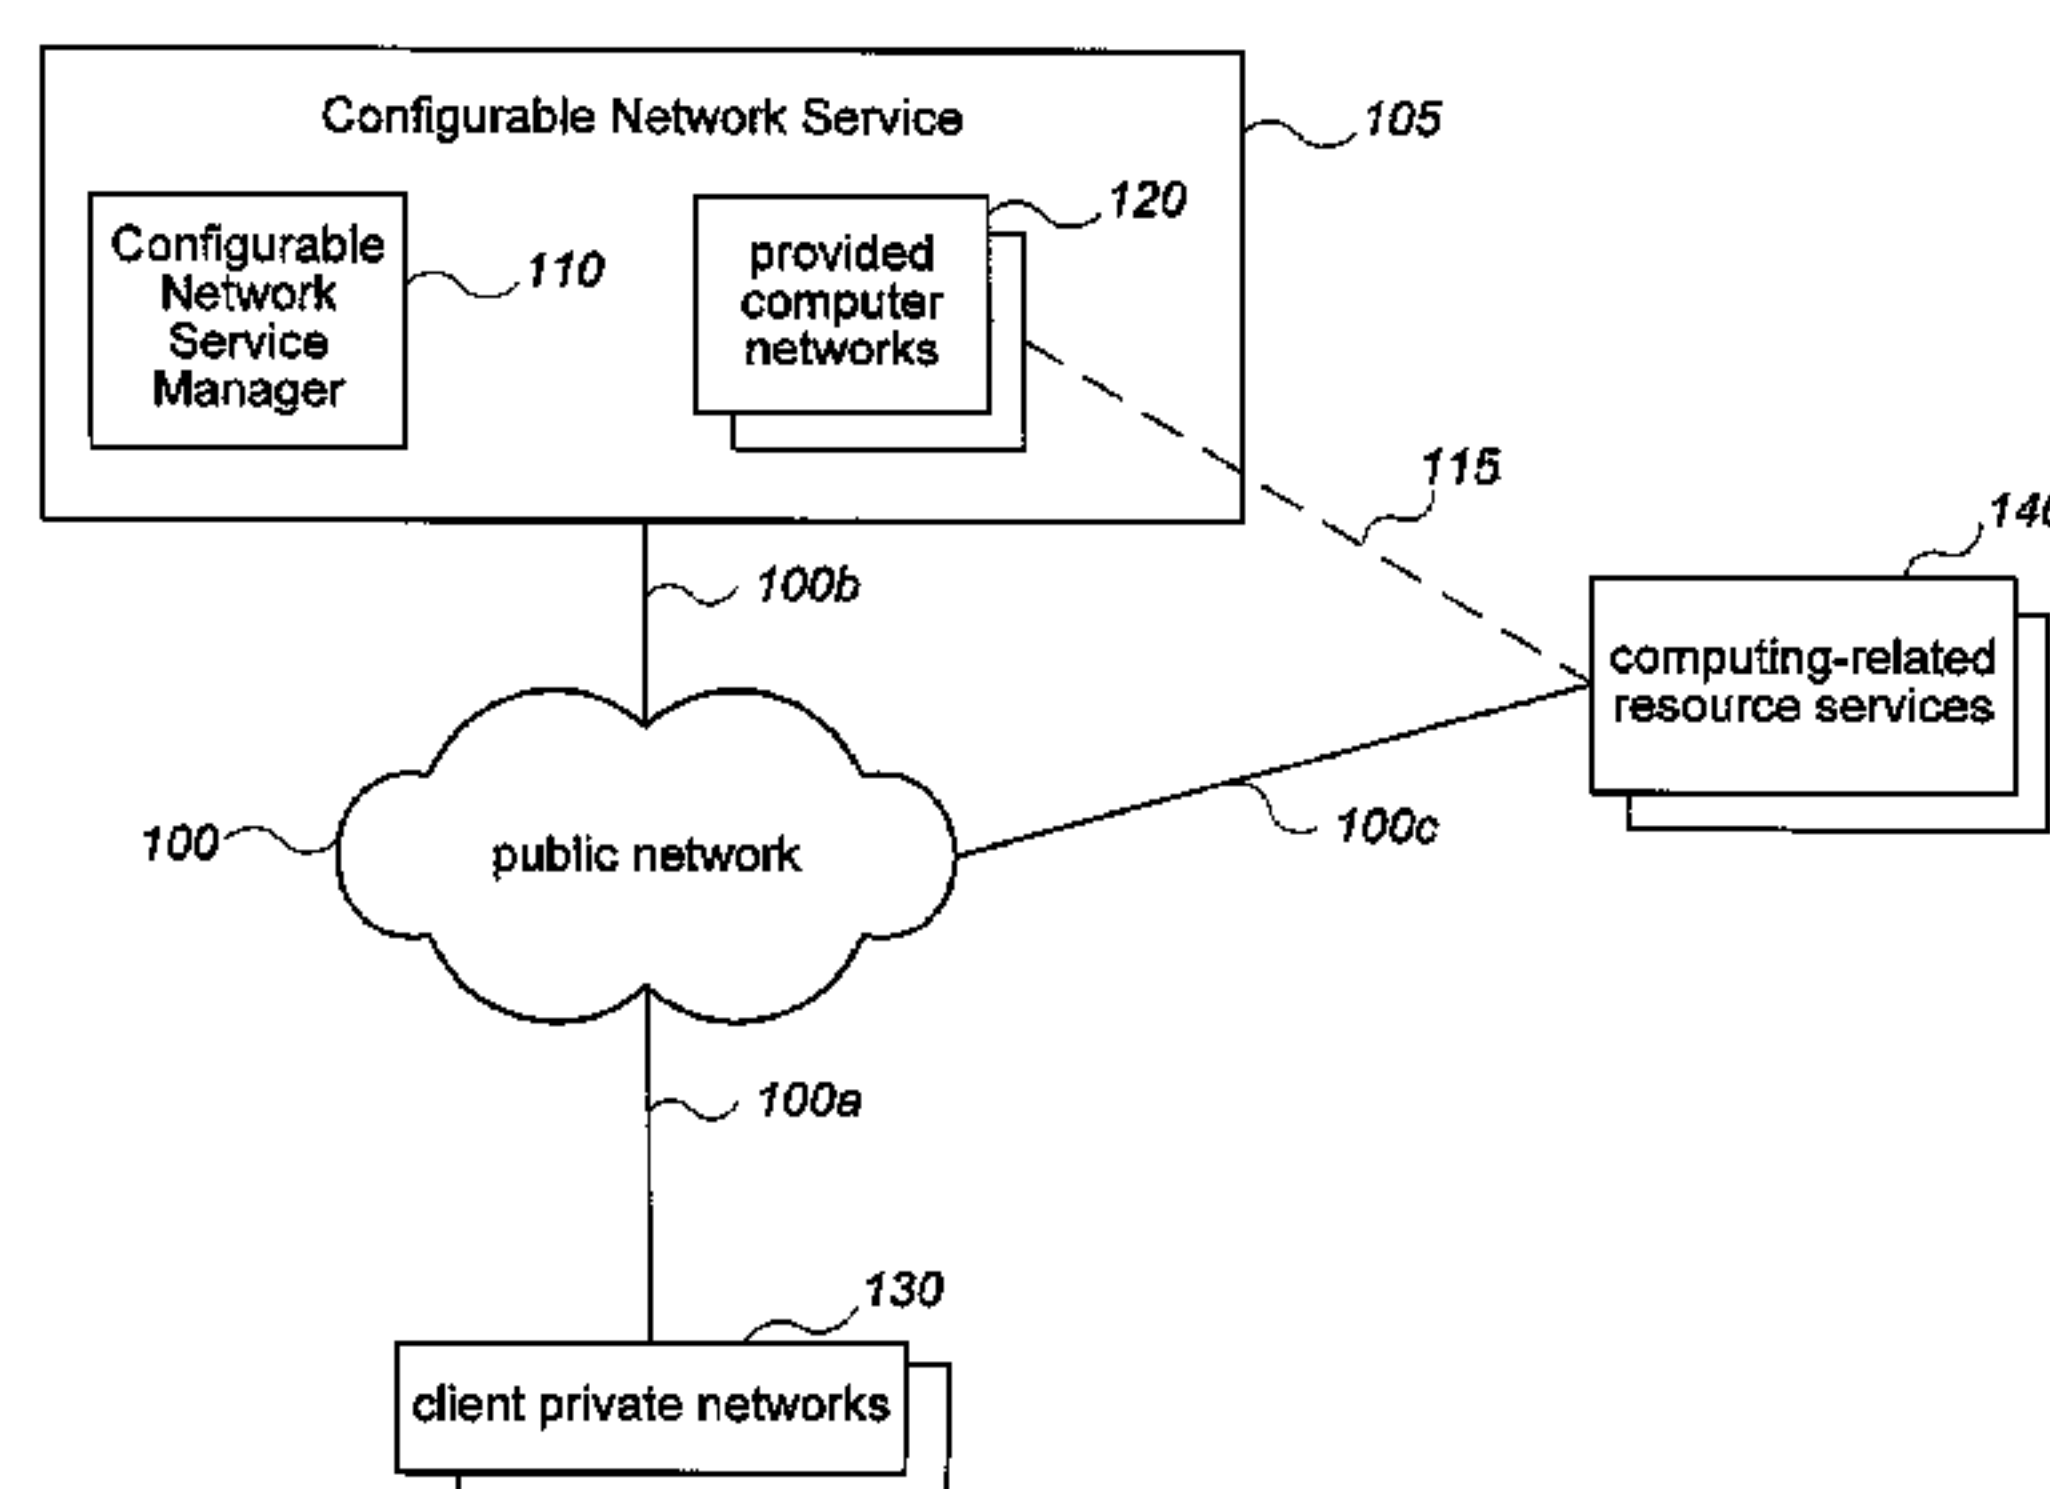 Configurable Network Service
105
120
110
Configurable
Network
Service
Manager
provided
computer
networks
115
100b
computing-related
resource services
100
public network
100c
100a
130
client private networks